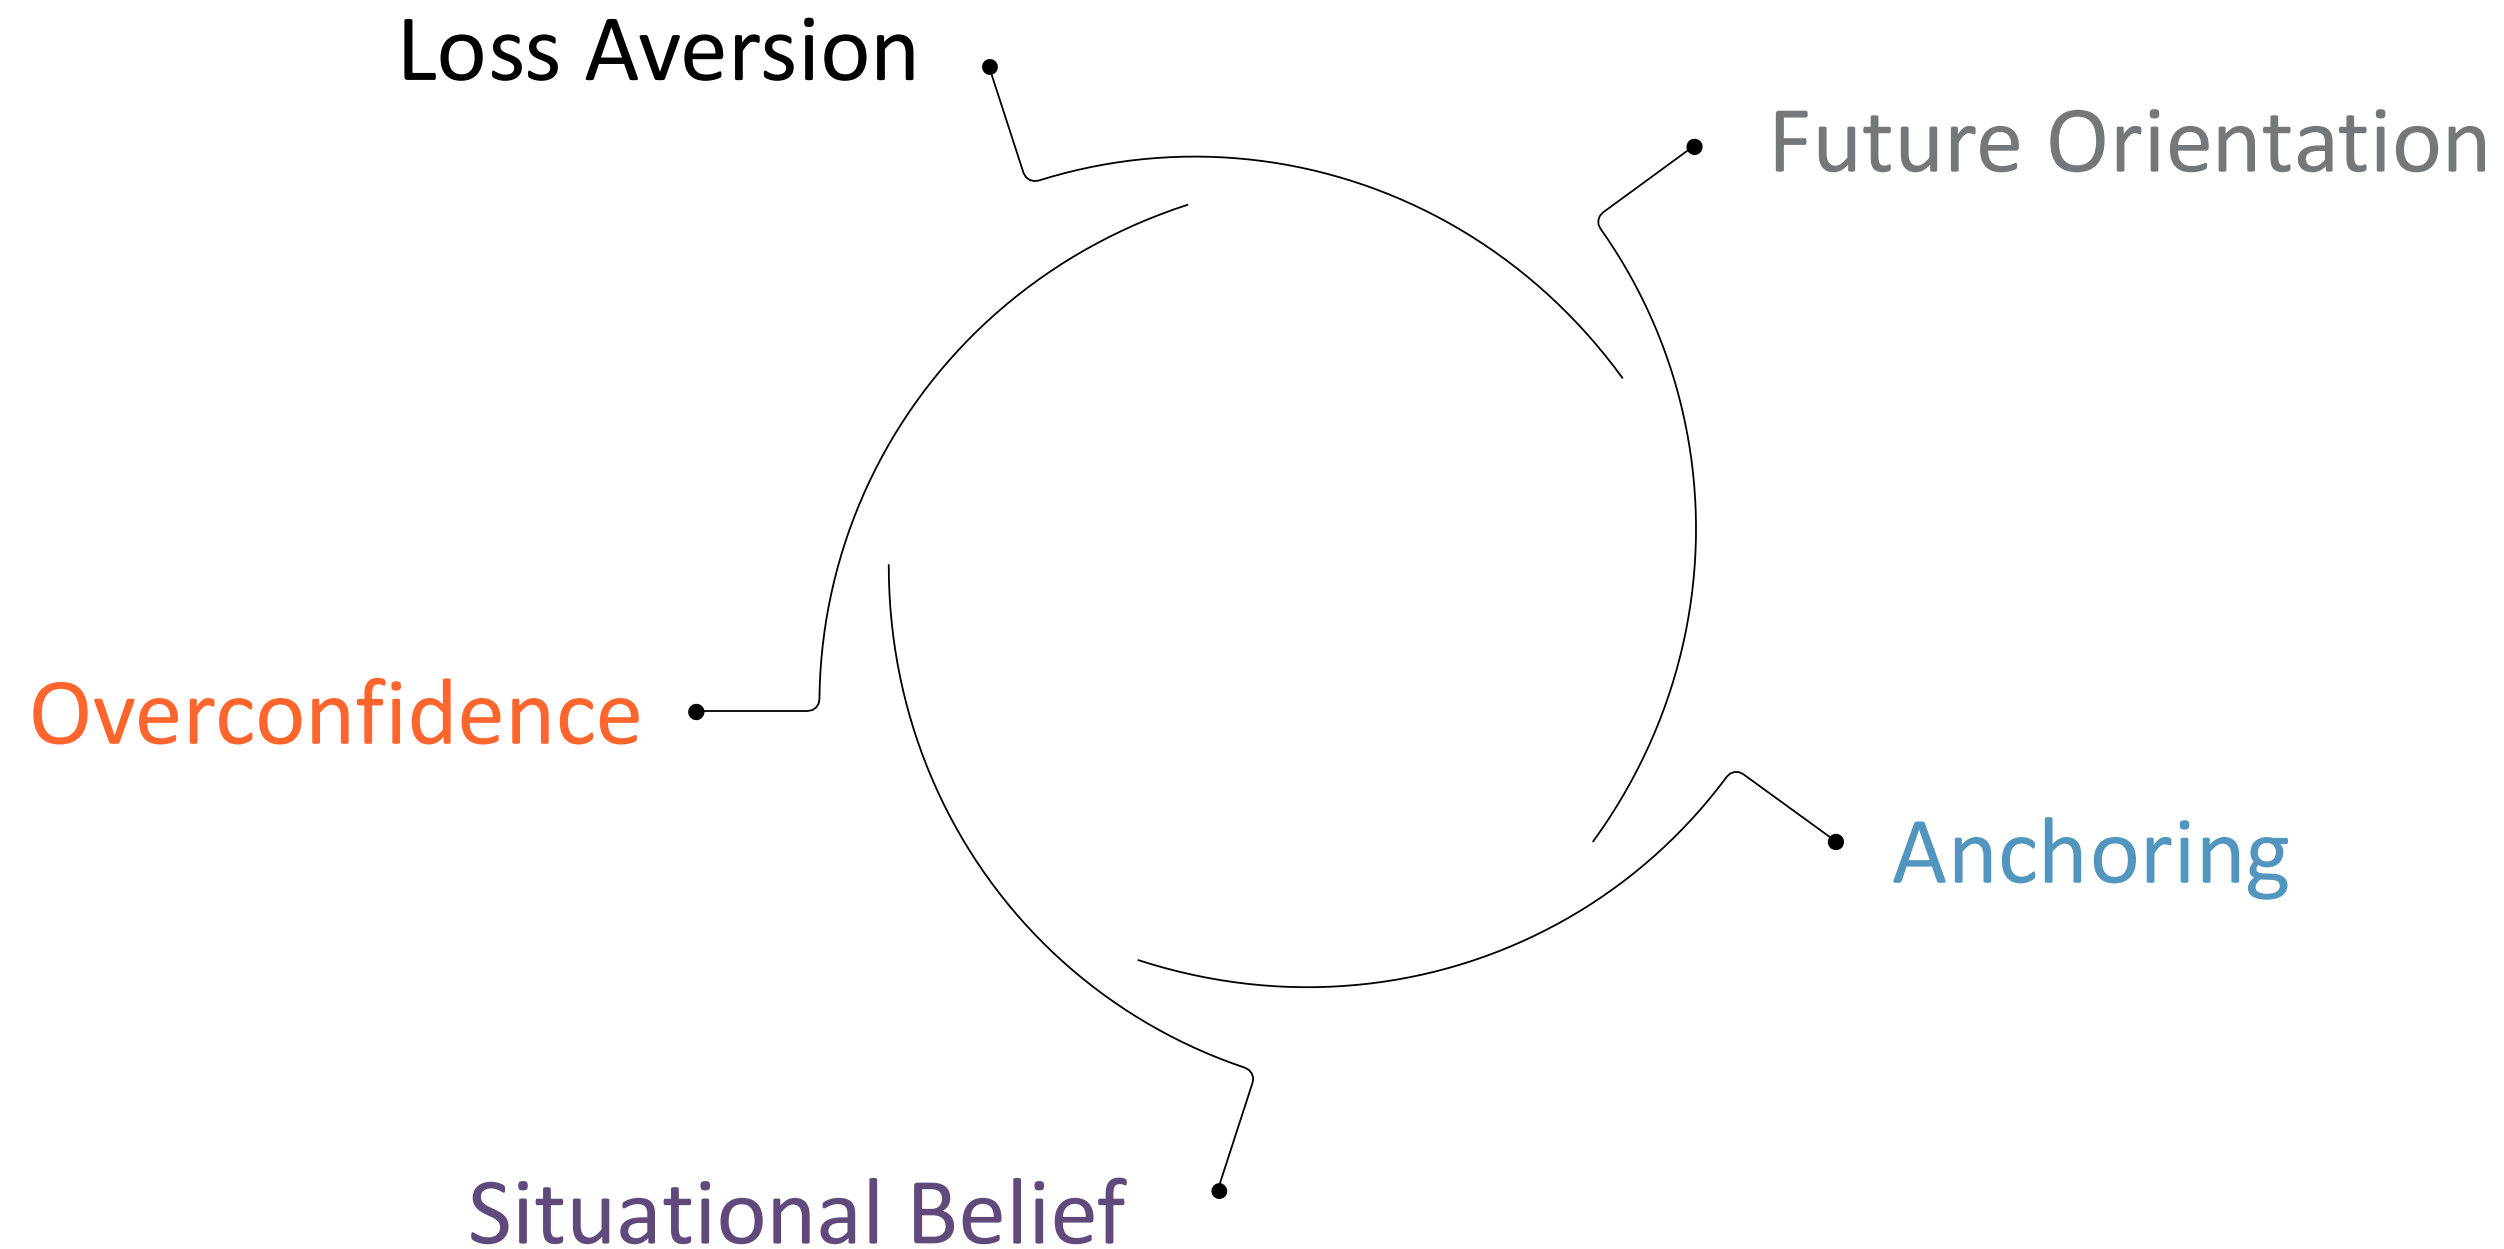 Loss Aversion
Future Orientation
Overconfidence
Anchoring
Situational Belief